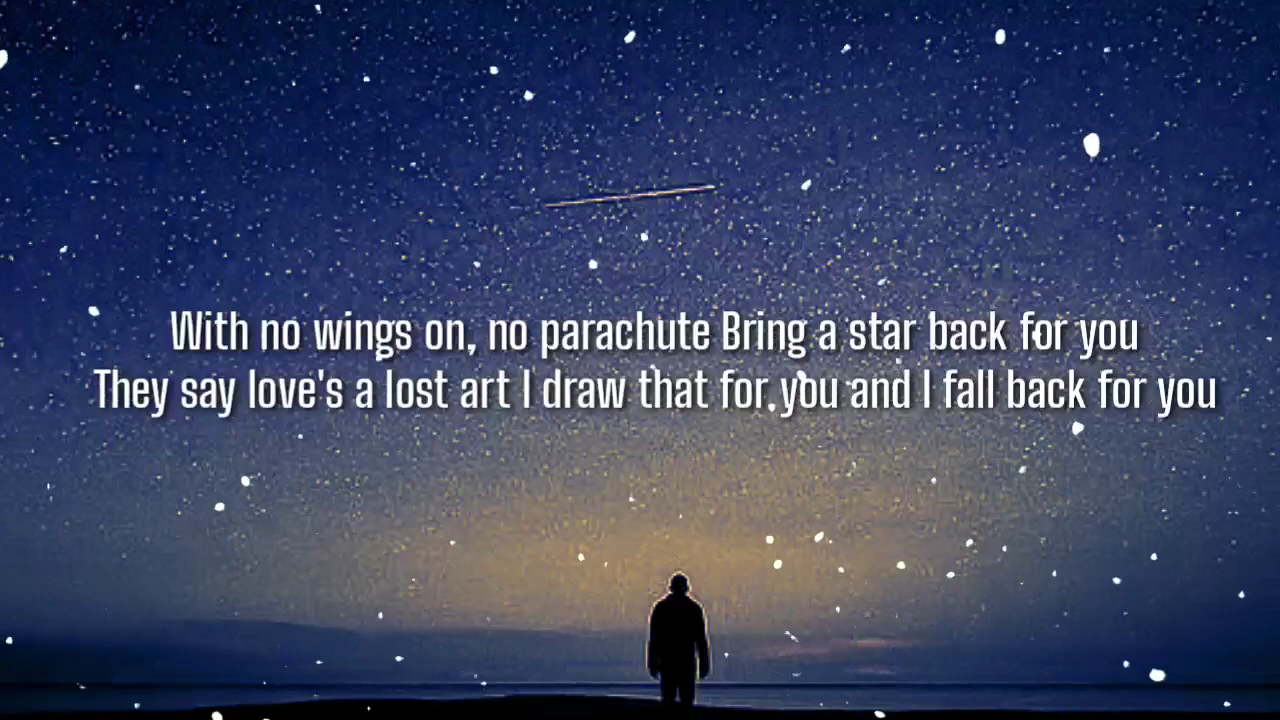 With no wings on, no parachute Bring a star back for you
They say love's a lost art I draw that for you and I fall back for you